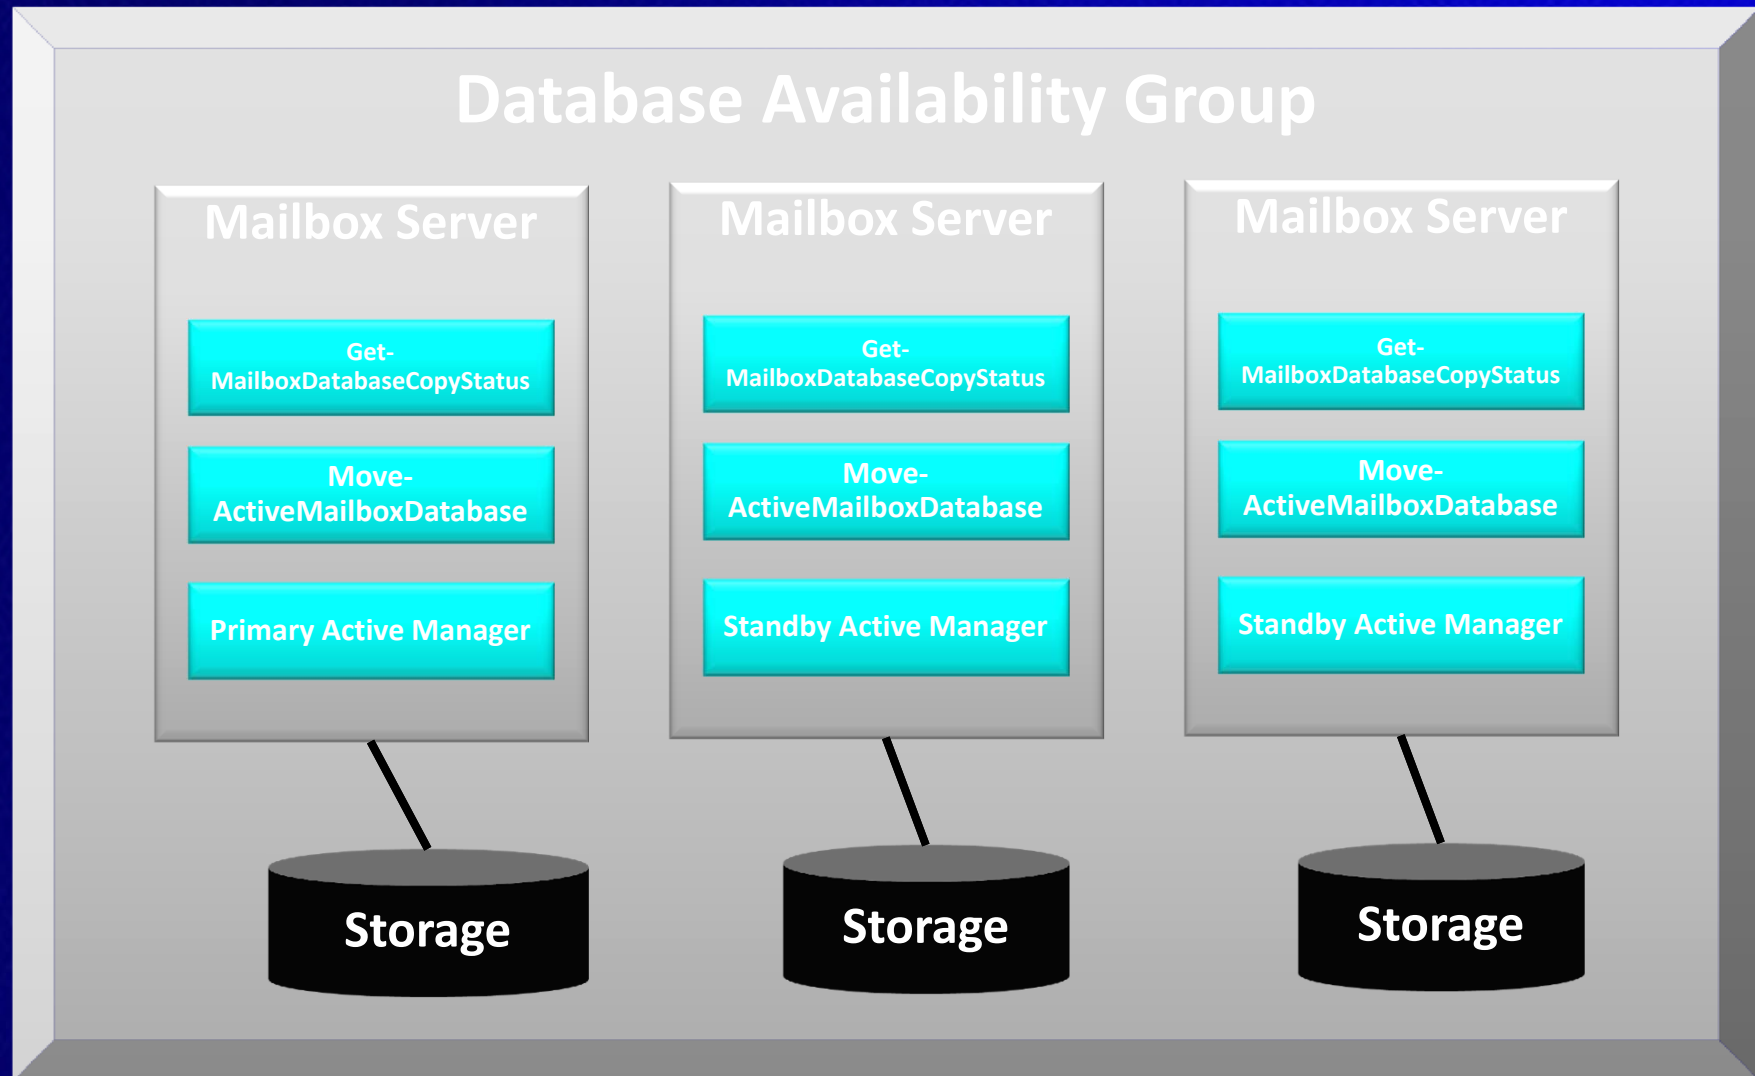 Database Availability Group
Mailbox Server
Get-
MailboxDatabaseCopyStatus
Move-
ActiveMailboxDatabase
Primary Active Manager
Storage
Mailbox Server
Get-
MailboxDatabaseCopyStatus
Move-
ActiveMailboxDatabase
Standby Active Manager
Storage
Mailbox Server
Get-
MailboxDatabaseCopyStatus
Move-
ActiveMailboxDatabase
Standby Active Manager
Storage